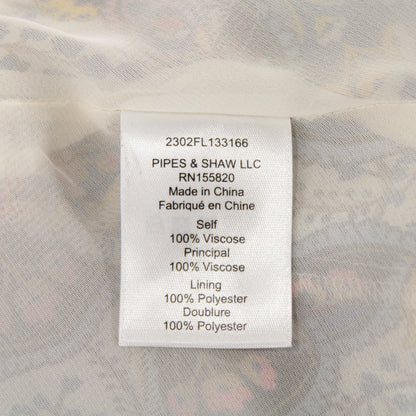 2302FL133166
PIPES & SHAW LLC
RN155820
Made in China
Fabriqué en Chine
Self
100% Viscose
Principal
100% Viscose
Lining
100% Polyester
Doublure
100% Polyester